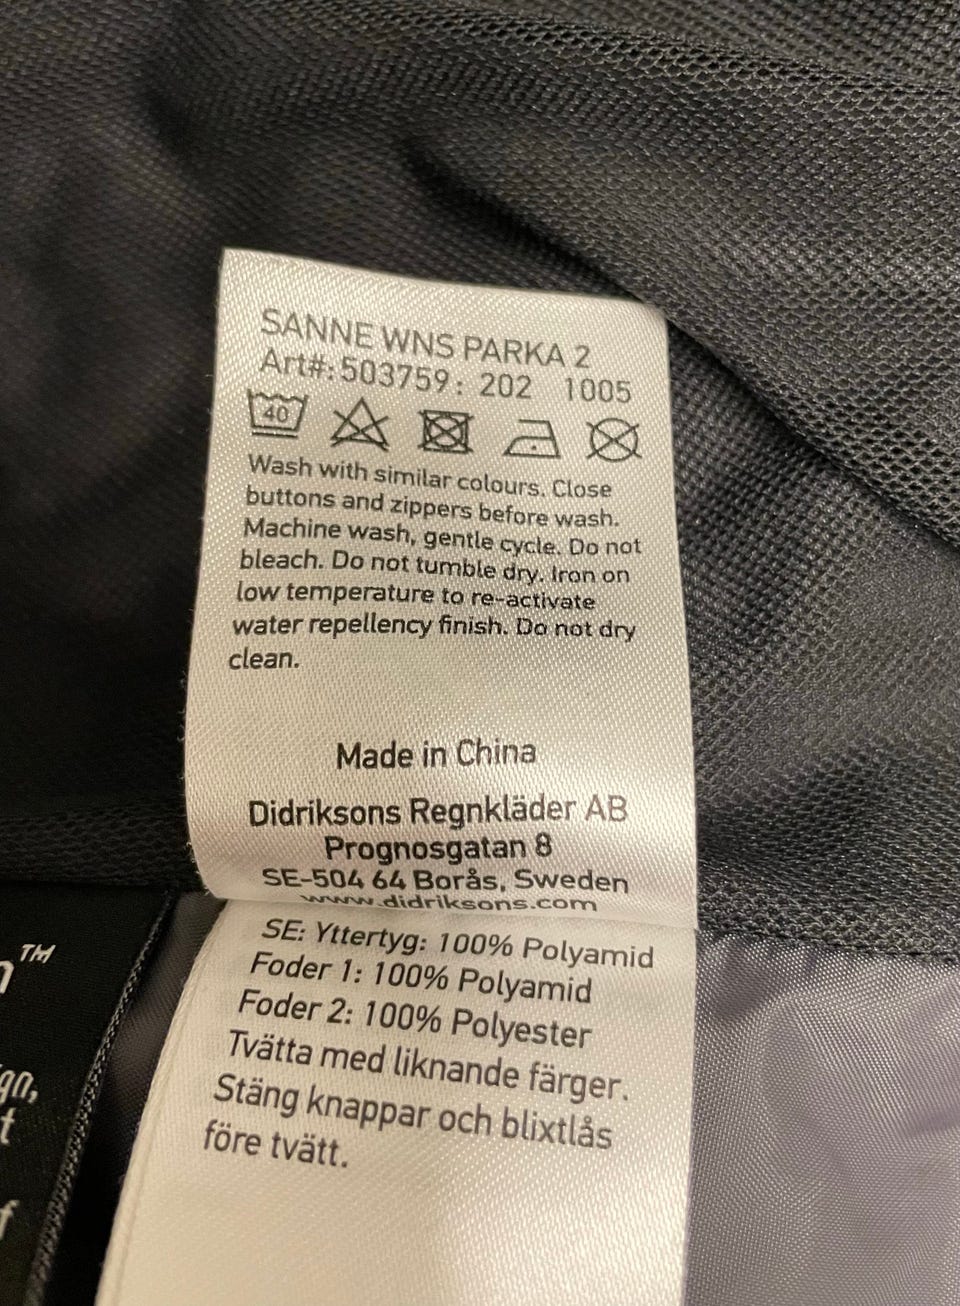 SANNE WNS PARKA 2
Art#: 503759: 202 1005
40
Wash with similar colours. Close
buttons and zippers before wash.
Machine wash, gentle cycle. Do not
bleach. Do not tumble dry. Iron on
low temperature to re-activate
water repellency finish. Do not dry
clean.
Made in China
Didriksons Regnkläder AB
Prognosgatan 8
SE-504 64 Borås, Sweden
www.didriksons.com
SE: Yttertyg: 100% Polyamid
Foder 1: 100% Polyamid
Foder 2: 100% Polyester
Tvätta med liknande färger.
Stäng knappar och blixtlås
före tvätt.
TM